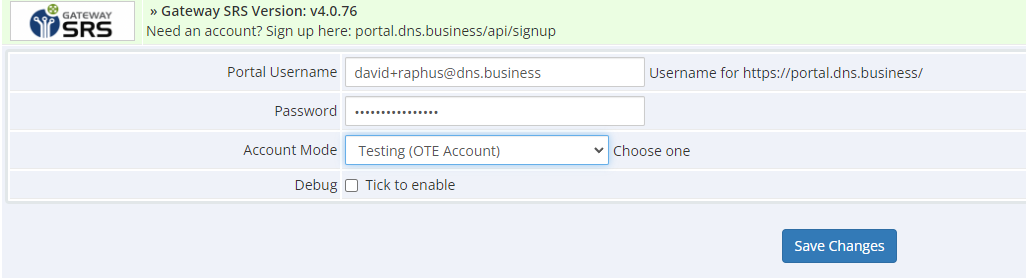 GATEWAY
SRS
» Gateway SRS Version: v4.0.76
Need an account? Sign up here: portal.dns.business/api/signup
Portal Username david+raphus@dns.business Username for https://portal.dns.business/
Password ••••••••••••••••
Account Mode Testing (OTE Account) Choose one
Debug Tick to enable
Save Changes